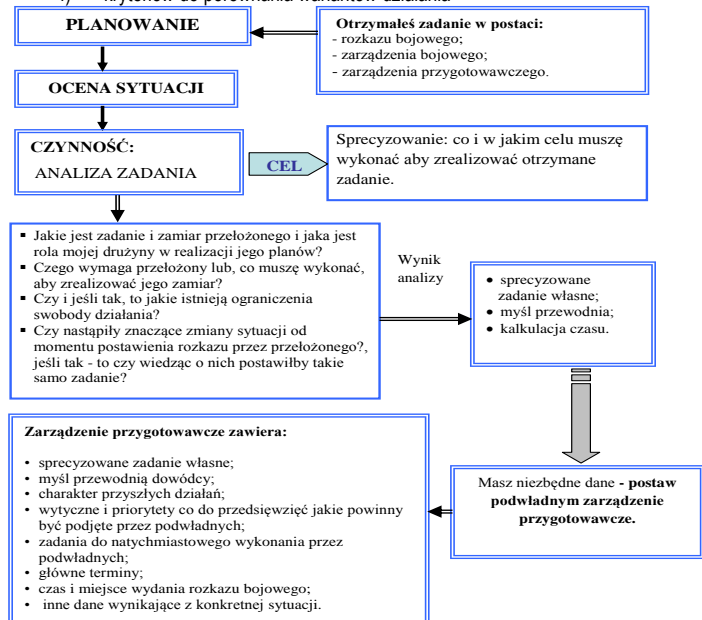 kryteriów do porównania wariantów działania
PLANOWANIE
Otrzymałeś zadanie w postaci:
- rozkazu bojowego;
- zarządzenia bojowego;
- zarządzenia przygotowawczego.
OCENA SYTUACJI
CZYNNOŚĆ:
ANALIZA ZADANIA
CEL
Sprecyzowanie: co i w jakim celu muszę
wykonać aby zrealizować otrzymane
zadanie.
▪ Jakie jest zadanie i zamiar przełożonego i jaka jest
rola mojej drużyny w realizacji jego planów?
▪ Czego wymaga przełożony lub, co muszę wykonać,
aby zrealizować jego zamiar?
▪ Czy i jeśli tak, to jakie istnieją ograniczenia
swobody działania?
▪ Czy nastąpiły znaczące zmiany sytuacji od
momentu postawienia rozkazu przez przełożonego?,
jeśli tak - to czy wiedząc o nich postawiłby takie
samo zadanie?
Wynik
analizy
• sprecyzowane
zadanie własne;
• myśl przewodnia;
• kalkulacja czasu.
Masz niezbędne dane - postaw
podwładnym zarządzenie
przygotowawcze.
Zarządzenie przygotowawcze zawiera:
• sprecyzowane zadanie własne;
• myśl przewodnią dowódcy;
• charakter przyszłych działań;
• wytyczne i priorytety co do przedsięwzięć jakie powinny
być podjęte przez podwładnych;
• zadania do natychmiastowego wykonania przez
podwładnych;
• główne terminy;
• czas i miejsce wydania rozkazu bojowego;
• inne dane wynikające z konkretnej sytuacji.